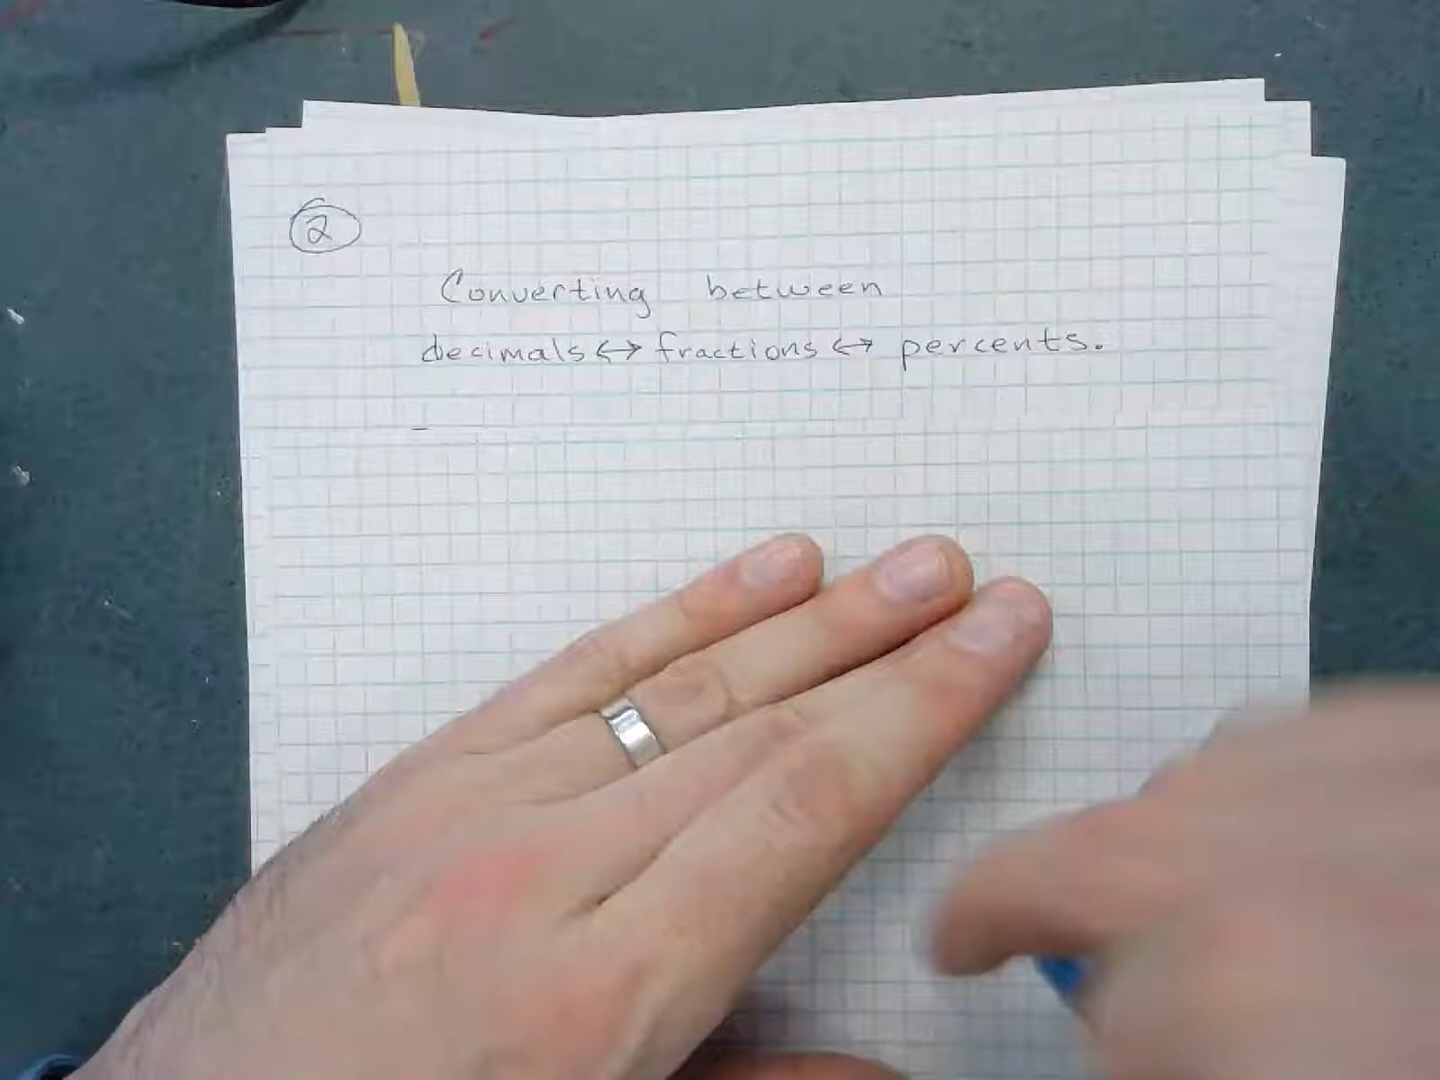 2
Converting between
decimals ↔ fractions ↔ percents.